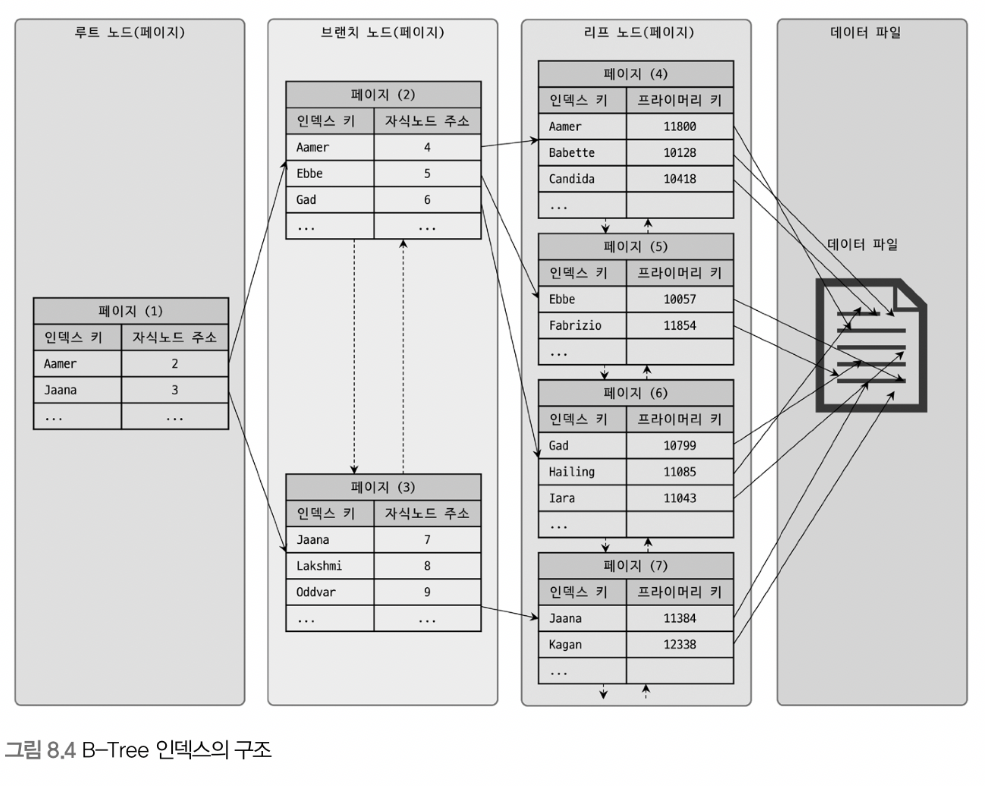 루트 노드(페이지)
페이지 (1)
인덱스 키 자식노드 주소
Aamer 2
Jaana 3
... ...
브랜치 노드(페이지)
페이지 (2)
인덱스 키 자식노드 주소
Aamer 4
Ebbe 5
Gad 6
... ...
페이지 (3)
인덱스 키 자식노드 주소
Jaana 7
Lakshmi 8
Oddvar 9
... ...
리프 노드(페이지)
페이지 (4)
인덱스 키 프라이머리 키
Aamer 11800
Babette 10128
Candida 10418
...
페이지 (5)
인덱스 키 프라이머리 키
Ebbe 10057
Fabrizio 11854
...
페이지 (6)
인덱스 키 프라이머리 키
Gad 10799
Hailing 11085
Iara 11043
...
페이지 (7)
인덱스 키 프라이머리 키
Jaana 11384
Kagan 12338
...
데이터 파일
데이터 파일
그림 8.4 B-Tree 인덱스의 구조